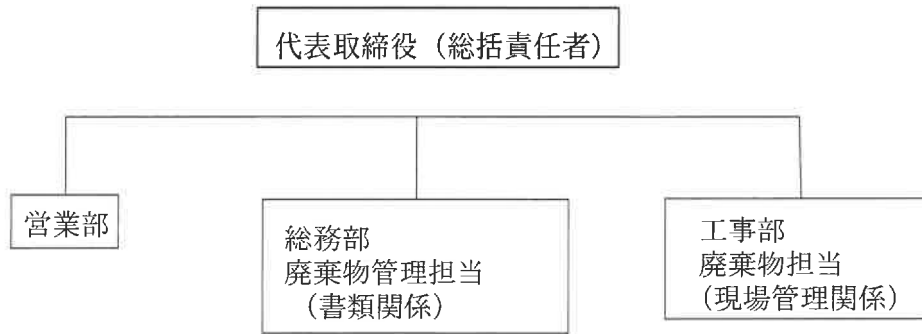 代表取締役（総括責任者）
営業部
総務部
廃棄物管理担当
（書類関係）
工事部
廃棄物担当
（現場管理関係）